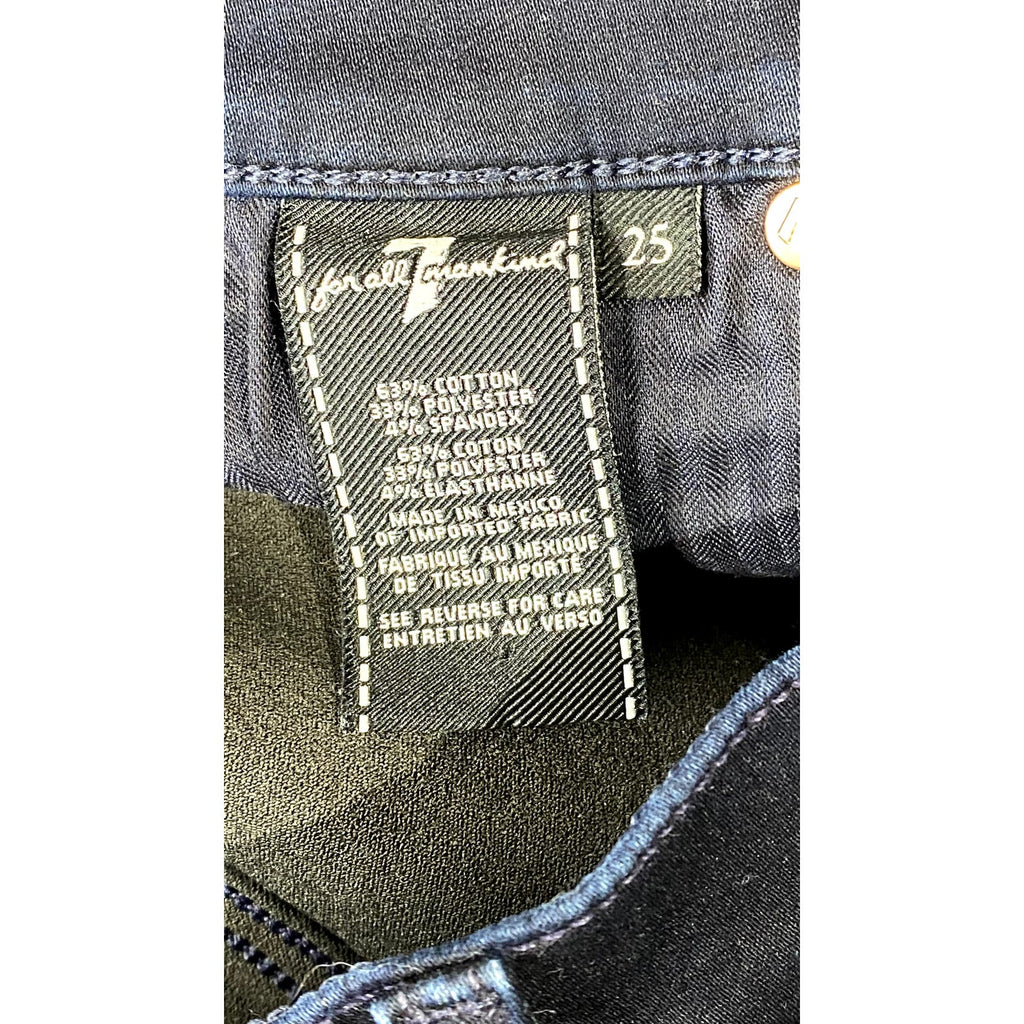 for all 7 mankind
25
63% COTTON
33% POLYESTER
4% SPANDEX
63% COTON
33% POLYESTER
4% ELASTHANNE
MADE IN MEXICO
OF IMPORTED FABRIC
FABRIQUE AU MEXIQUE
DE TISSU IMPORTE
SEE REVERSE FOR CARE
ENTRETIEN AU VERSO